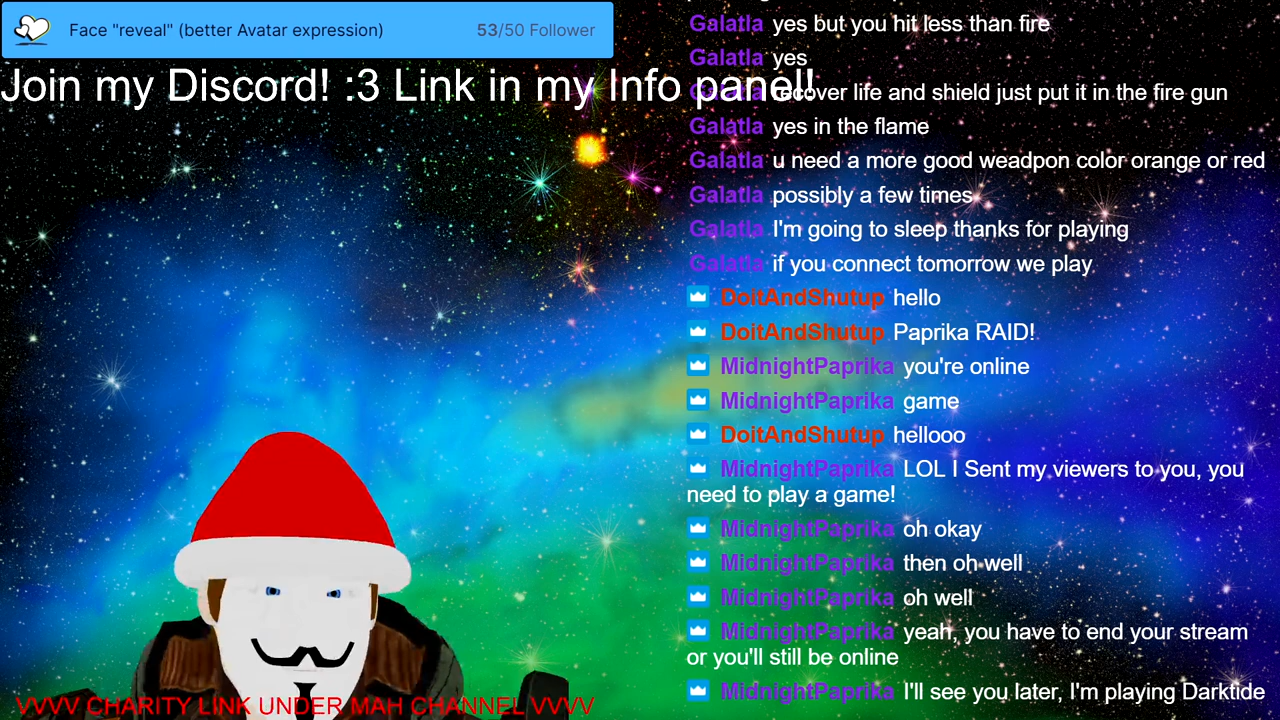 Face "reveal" (better Avatar expression) 53/50 Follower
Join my Discord! :3 Link in my Info panel!
Galatla yes but you hit less than fire
Galatla yes
Galatla recover life and shield just put it in the fire gun
Galatla yes in the flame
Galatla u need a more good weadpon color orange or red
Galatla possibly a few times
Galatla I'm going to sleep thanks for playing
Galatla if you connect tomorrow we play
DoitAndShutup hello
DoitAndShutup Paprika RAID!
MidnightPaprika you're online
MidnightPaprika game
DoitAndShutup hellooo
MidnightPaprika LOL I Sent my viewers to you, you
need to play a game!
MidnightPaprika oh okay
MidnightPaprika then oh well
MidnightPaprika oh well
MidnightPaprika yeah, you have to end your stream
or you'll still be online
MidnightPaprika I'll see you later, I'm playing Darktide
VVVV CHARITY LINK UNDER MAH CHANNEL VVVV